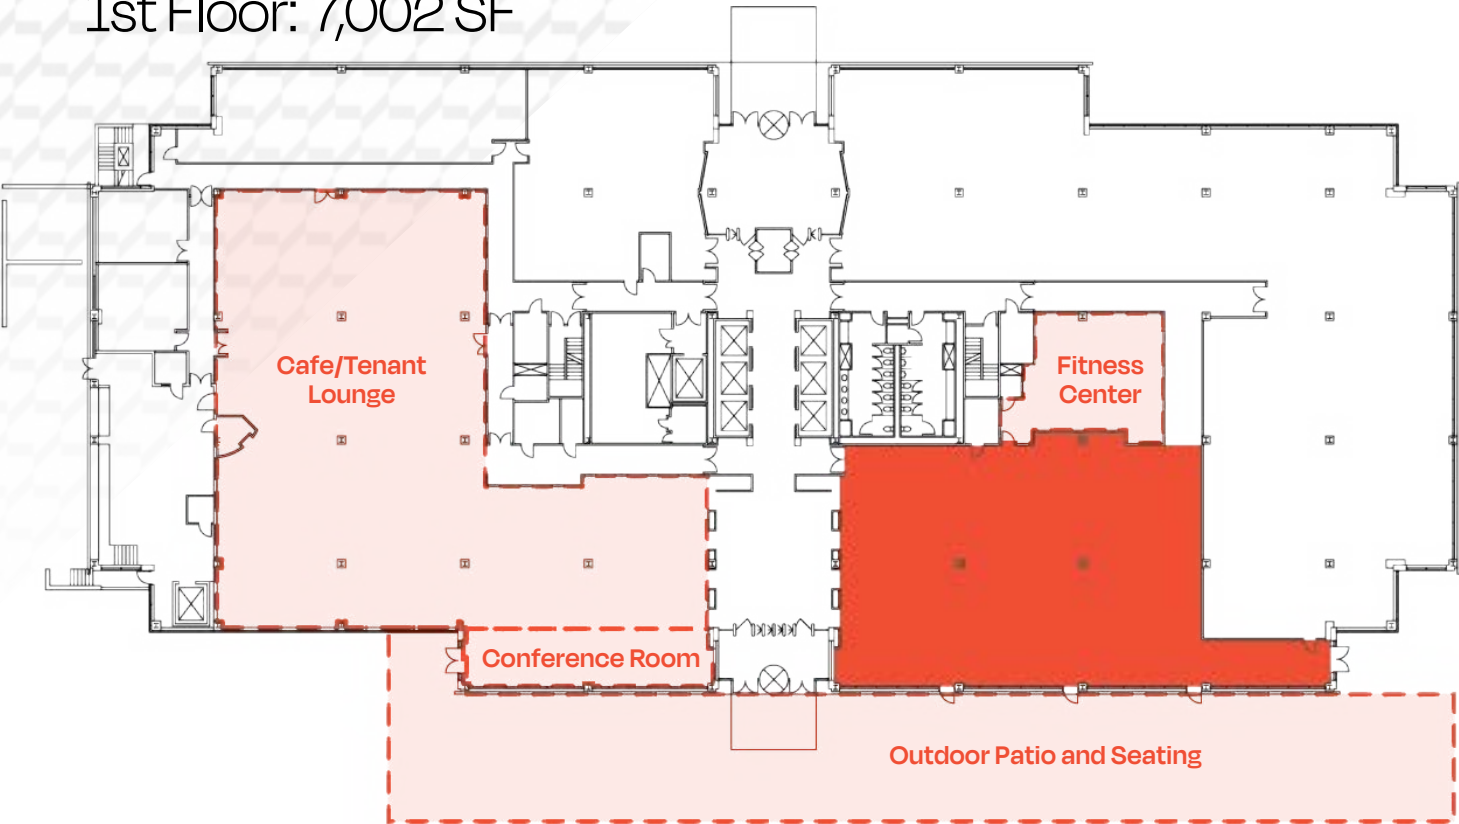 1st Floor: 7,002 SF
Cafe/Tenant
Lounge
Fitness
Center
Conference Room
Outdoor Patio and Seating